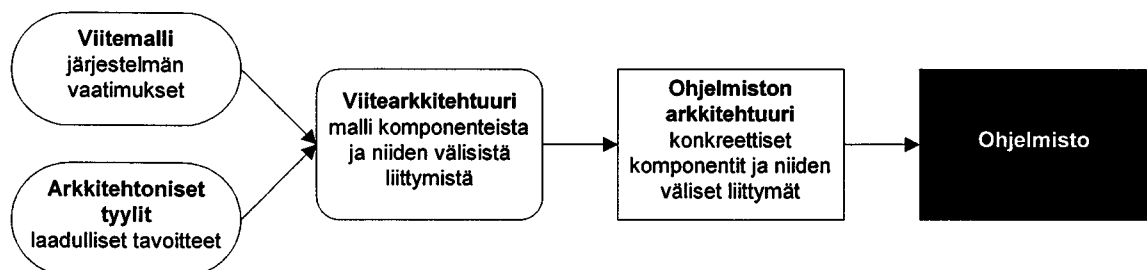 Viitemalli
järjestelmän
vaatimukset
Arkkitehtoniset
tyylit
laadulliset tavoitteet
Viitearkkitehtuuri
malli komponenteista
ja niiden välisistä
liittymistä
Ohjelmiston
arkkitehtuuri
konkreettiset
komponentit ja niiden
väliset liittymät
Ohjelmisto